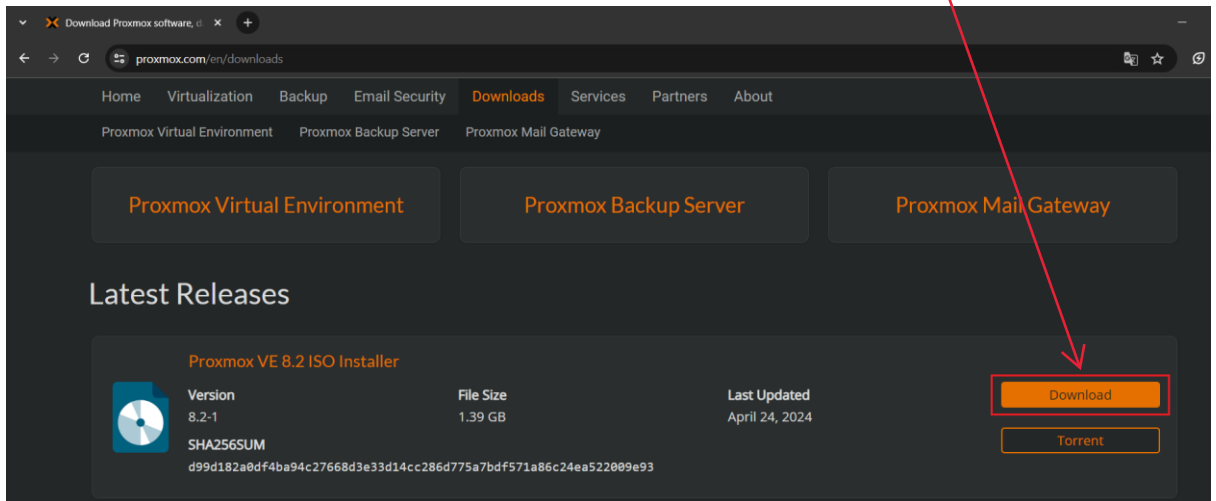 Download Proxmox software, d
proxmox.com/en/downloads
Home Virtualization Backup Email Security Downloads Services Partners About
Proxmox Virtual Environment Proxmox Backup Server Proxmox Mail Gateway
Proxmox Virtual Environment Proxmox Backup Server Proxmox Mail Gateway
Latest Releases
Proxmox VE 8.2 ISO Installer
Version File Size Last Updated Download
8.2-1 1.39 GB April 24, 2024
SHA256SUM Torrent
d99d182a0df4ba94c27668d3e33d14cc286d775a7bdf571a86c24ea522009e93